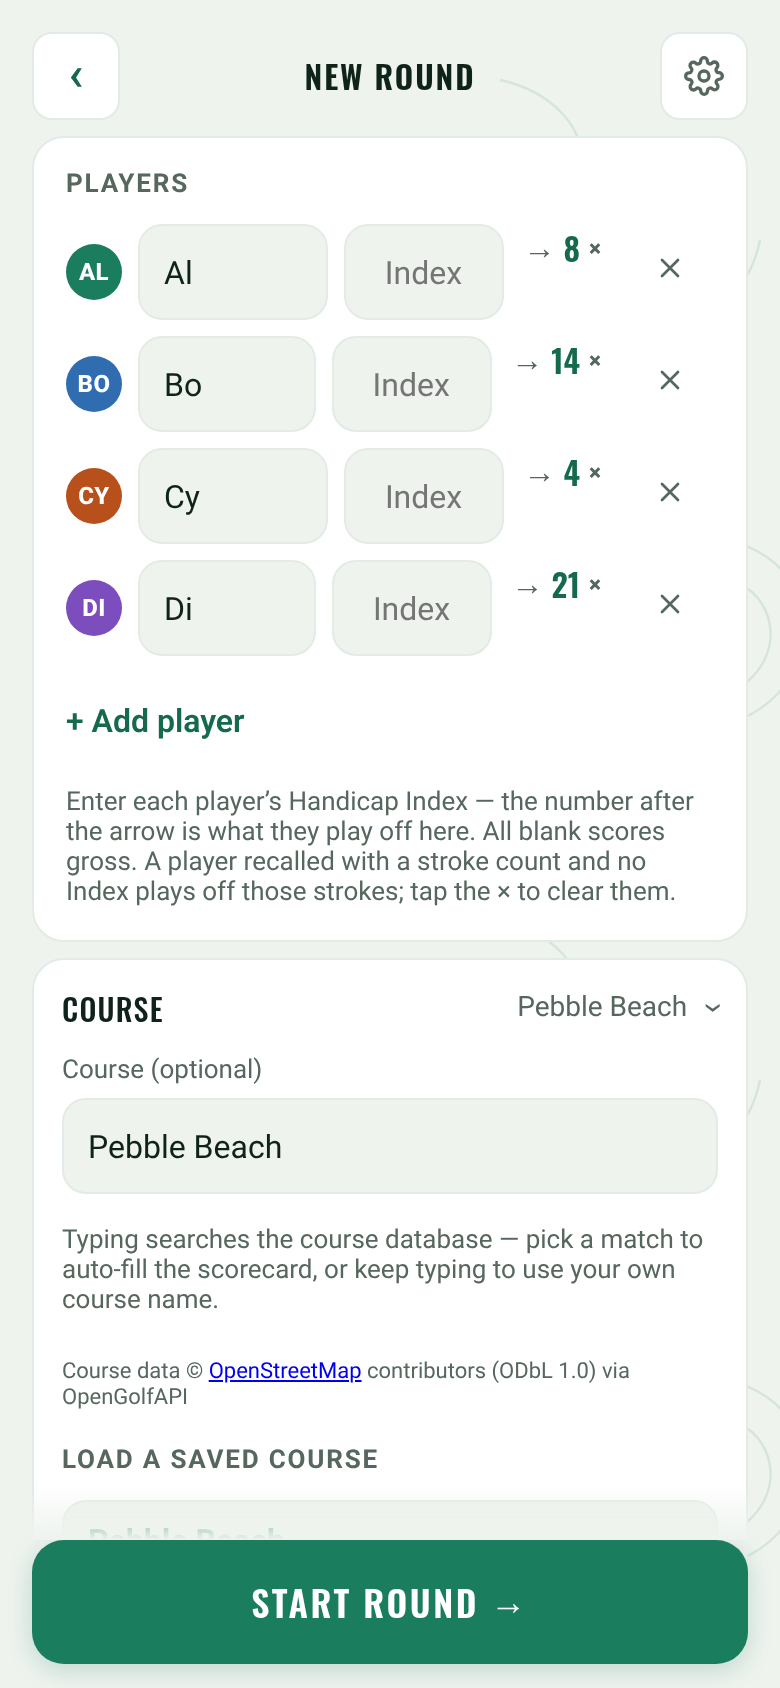 ‹
NEW ROUND
PLAYERS
AL Al Index → 8 × ×
BO Bo Index → 14 × ×
CY Cy Index → 4 × ×
DI Di Index → 21 × ×
+ Add player
Enter each player’s Handicap Index — the number after
the arrow is what they play off here. All blank scores
gross. A player recalled with a stroke count and no
Index plays off those strokes; tap the × to clear them.
COURSE Pebble Beach
Course (optional)
Pebble Beach
Typing searches the course database — pick a match to
auto-fill the scorecard, or keep typing to use your own
course name.
Course data © OpenStreetMap contributors (ODbL 1.0) via
OpenGolfAPI
LOAD A SAVED COURSE
Pebble Beach
START ROUND →